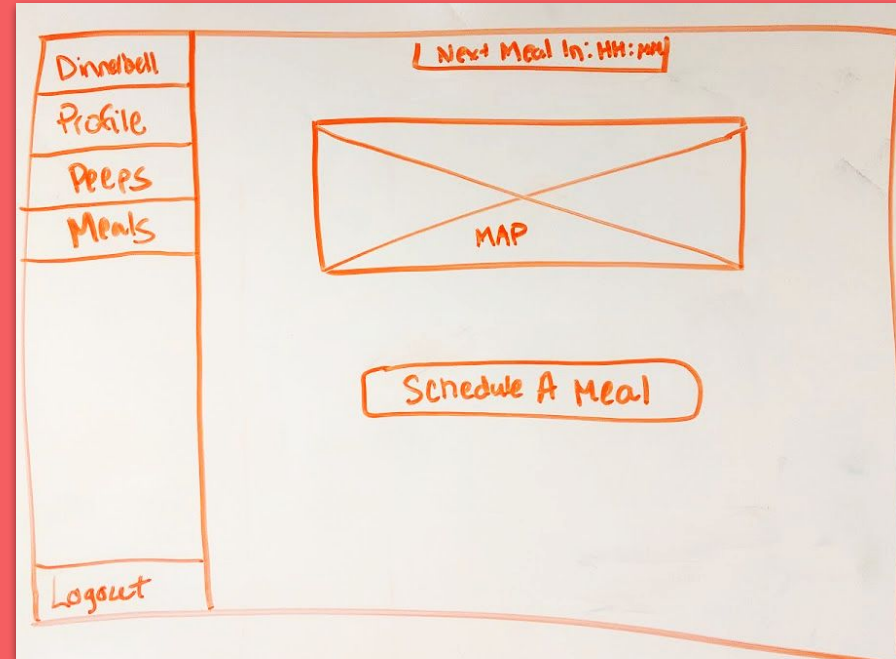 Dinnerbell
Profile
Peeps
Meals
Logout
Next Meal In: HH:MM
MAP
Schedule A Meal